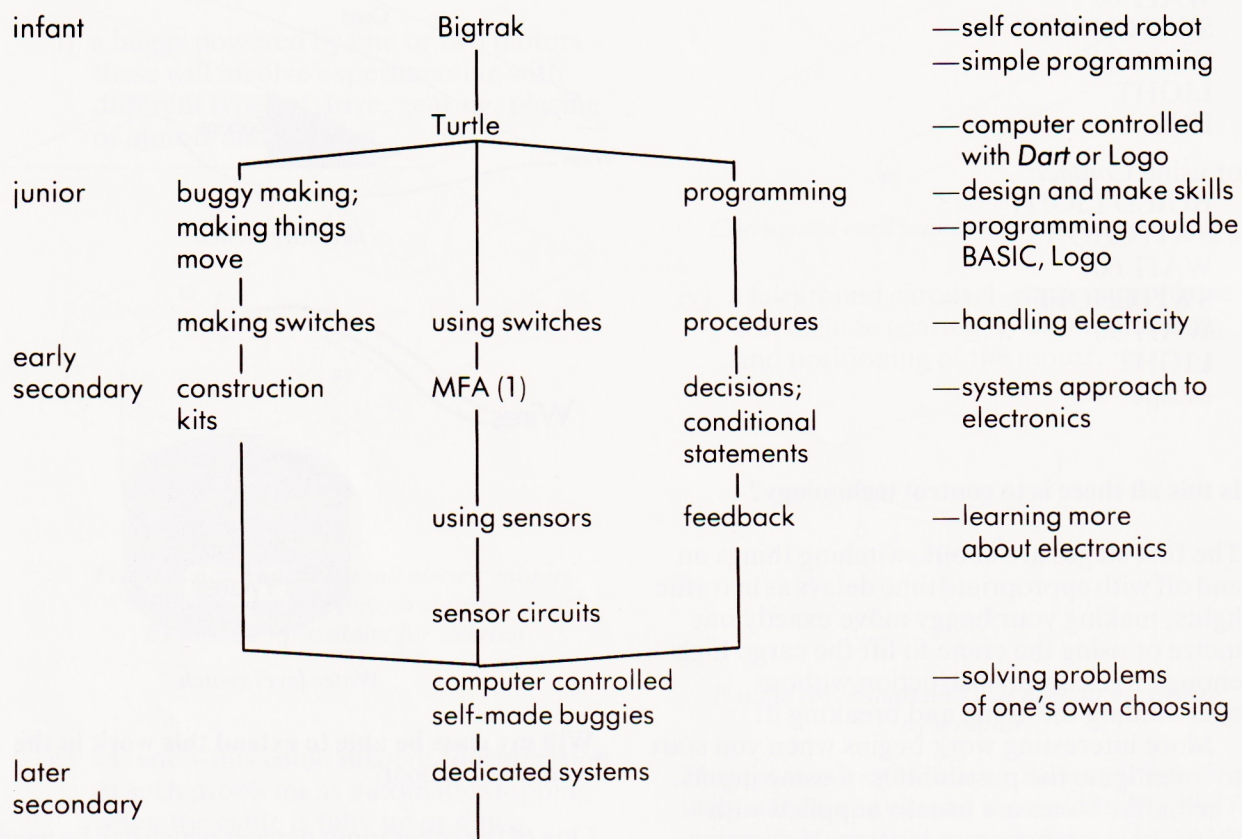 infant Bigtrak —self contained robot
—simple programming
Turtle —computer controlled
with Dart or Logo
junior buggy making; programming —design and make skills
making things —programming could be
move BASIC, Logo
making switches using switches procedures —handling electricity
early
secondary construction MFA (1) decisions; —systems approach to
kits conditional electronics
statements
using sensors feedback —learning more
about electronics
sensor circuits
computer controlled —solving problems
self-made buggies of one's own choosing
later dedicated systems
secondary